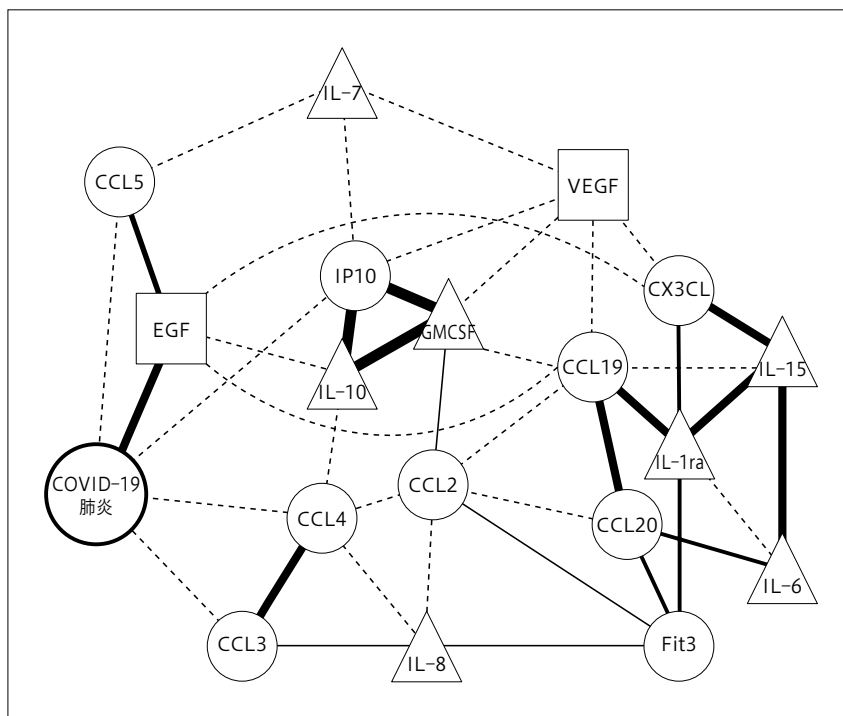 IL-7
CCL5
VEGF
IP10
CX3CL
EGF
GMCSF
CCL19
IL-15
IL-10
IL-1ra
COVID-19
肺炎
CCL2
CCL4
CCL20
IL-6
CCL3
IL-8
Fit3